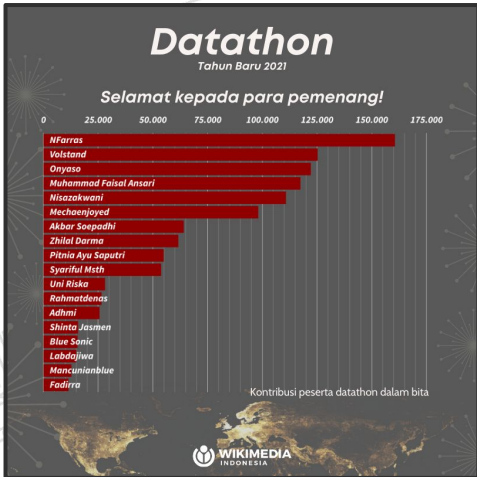 Datathon
Tahun Baru 2021
Selamat kepada para pemenang!
0 25.000 50.000 75.000 100.000 125.000 150.000 175.000
NFarras
Volstand
Onyaso
Muhammad Faisal Ansari
Nisazakwani
Mechaenjoyed
Akbar Soepadhi
Zhilal Darma
Pitnia Ayu Saputri
Syariful Msth
Uni Riska
Rahmatdenas
Adhmi
Shinta Jasmen
Blue Sonic
Labdajiwa
Mancunianblue
Fadirra
Kontribusi peserta datathon dalam bita
WIKIMEDIA
INDONESIA